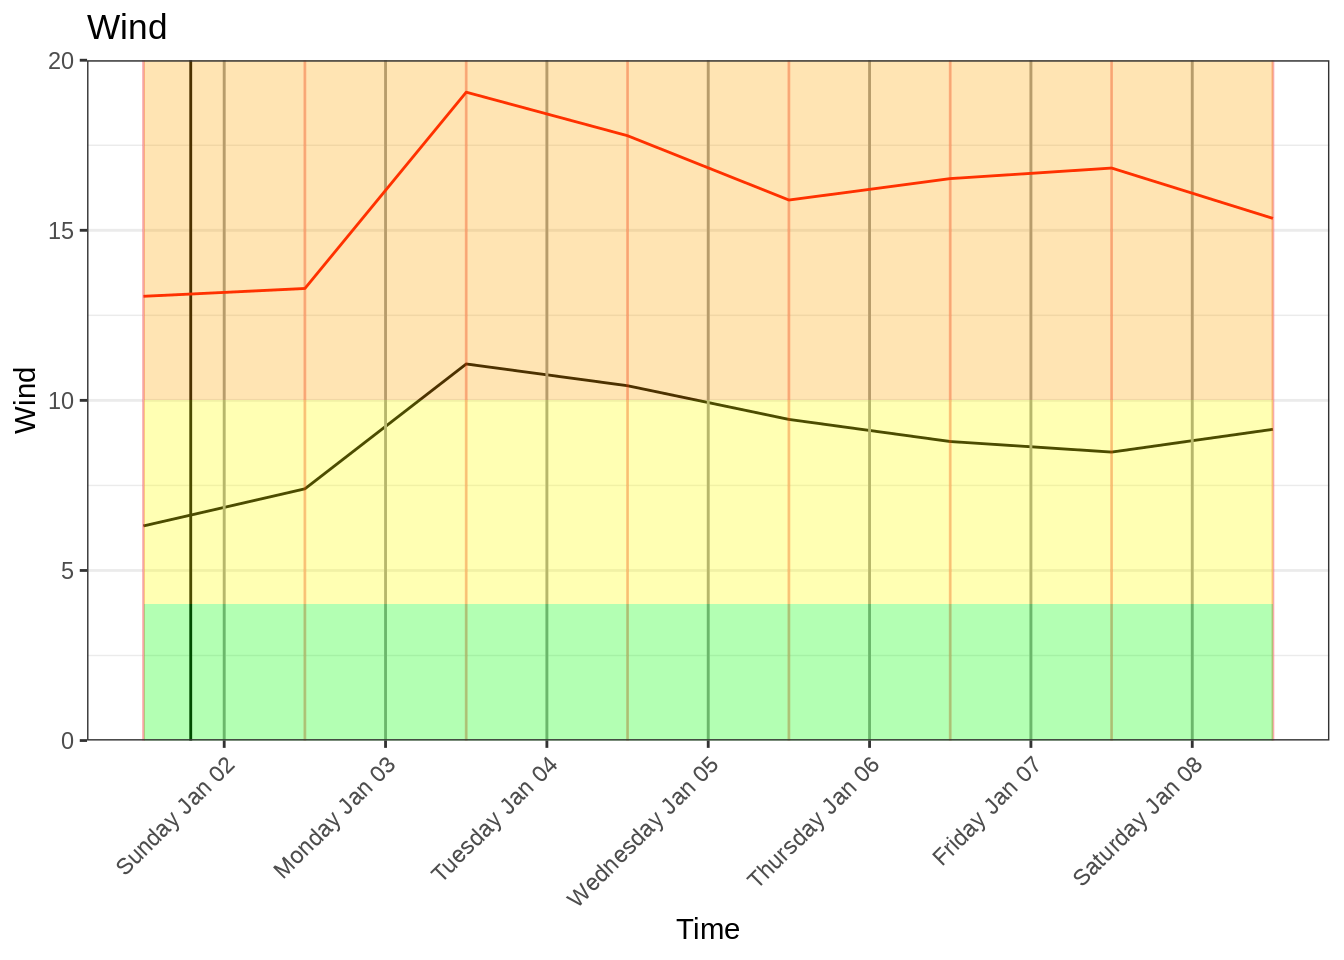 Wind
20
15
10
5
0
Wind
Sunday Jan 02
Monday Jan 03
Tuesday Jan 04
Wednesday Jan 05
Thursday Jan 06
Friday Jan 07
Saturday Jan 08
Time